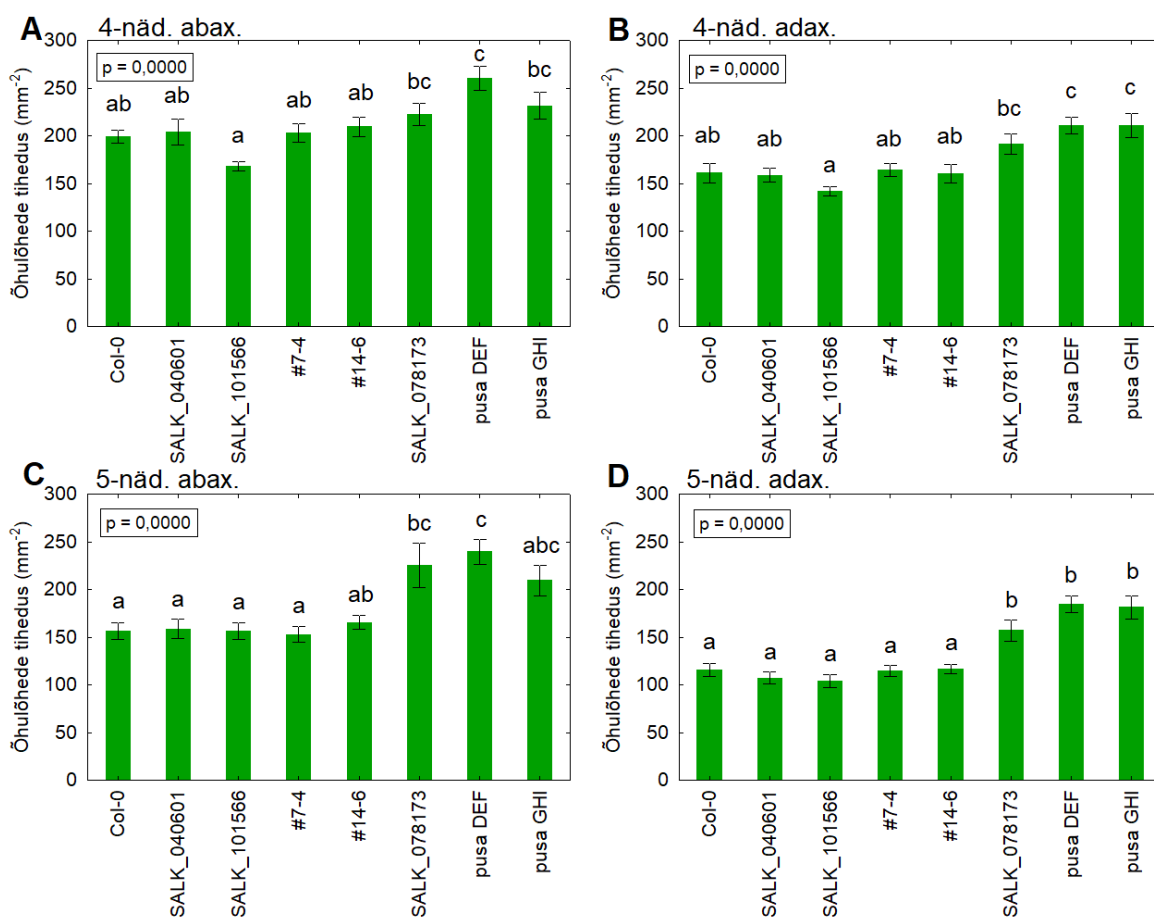 A 4-näd. abax.
Õhulõhede tihedus (mm-2)
300
250
200
150
100
50
0
p = 0,0000
ab
ab
a
ab
ab
bc
c
bc
Col-0
SALK_040601
SALK_101566
#7-4
#14-6
SALK_078173
pusa DEF
pusa GHI
B 4-näd. adax.
Õhulõhede tihedus (mm-2)
300
250
200
150
100
50
0
p = 0,0000
ab
ab
a
ab
ab
bc
c
c
Col-0
SALK_040601
SALK_101566
#7-4
#14-6
SALK_078173
pusa DEF
pusa GHI
C 5-näd. abax.
Õhulõhede tihedus (mm-2)
300
250
200
150
100
50
0
p = 0,0000
a
a
a
a
ab
bc
c
abc
Col-0
SALK_040601
SALK_101566
#7-4
#14-6
SALK_078173
pusa DEF
pusa GHI
D 5-näd. adax.
Õhulõhede tihedus (mm-2)
300
250
200
150
100
50
0
p = 0,0000
a
a
a
a
a
b
b
b
Col-0
SALK_040601
SALK_101566
#7-4
#14-6
SALK_078173
pusa DEF
pusa GHI